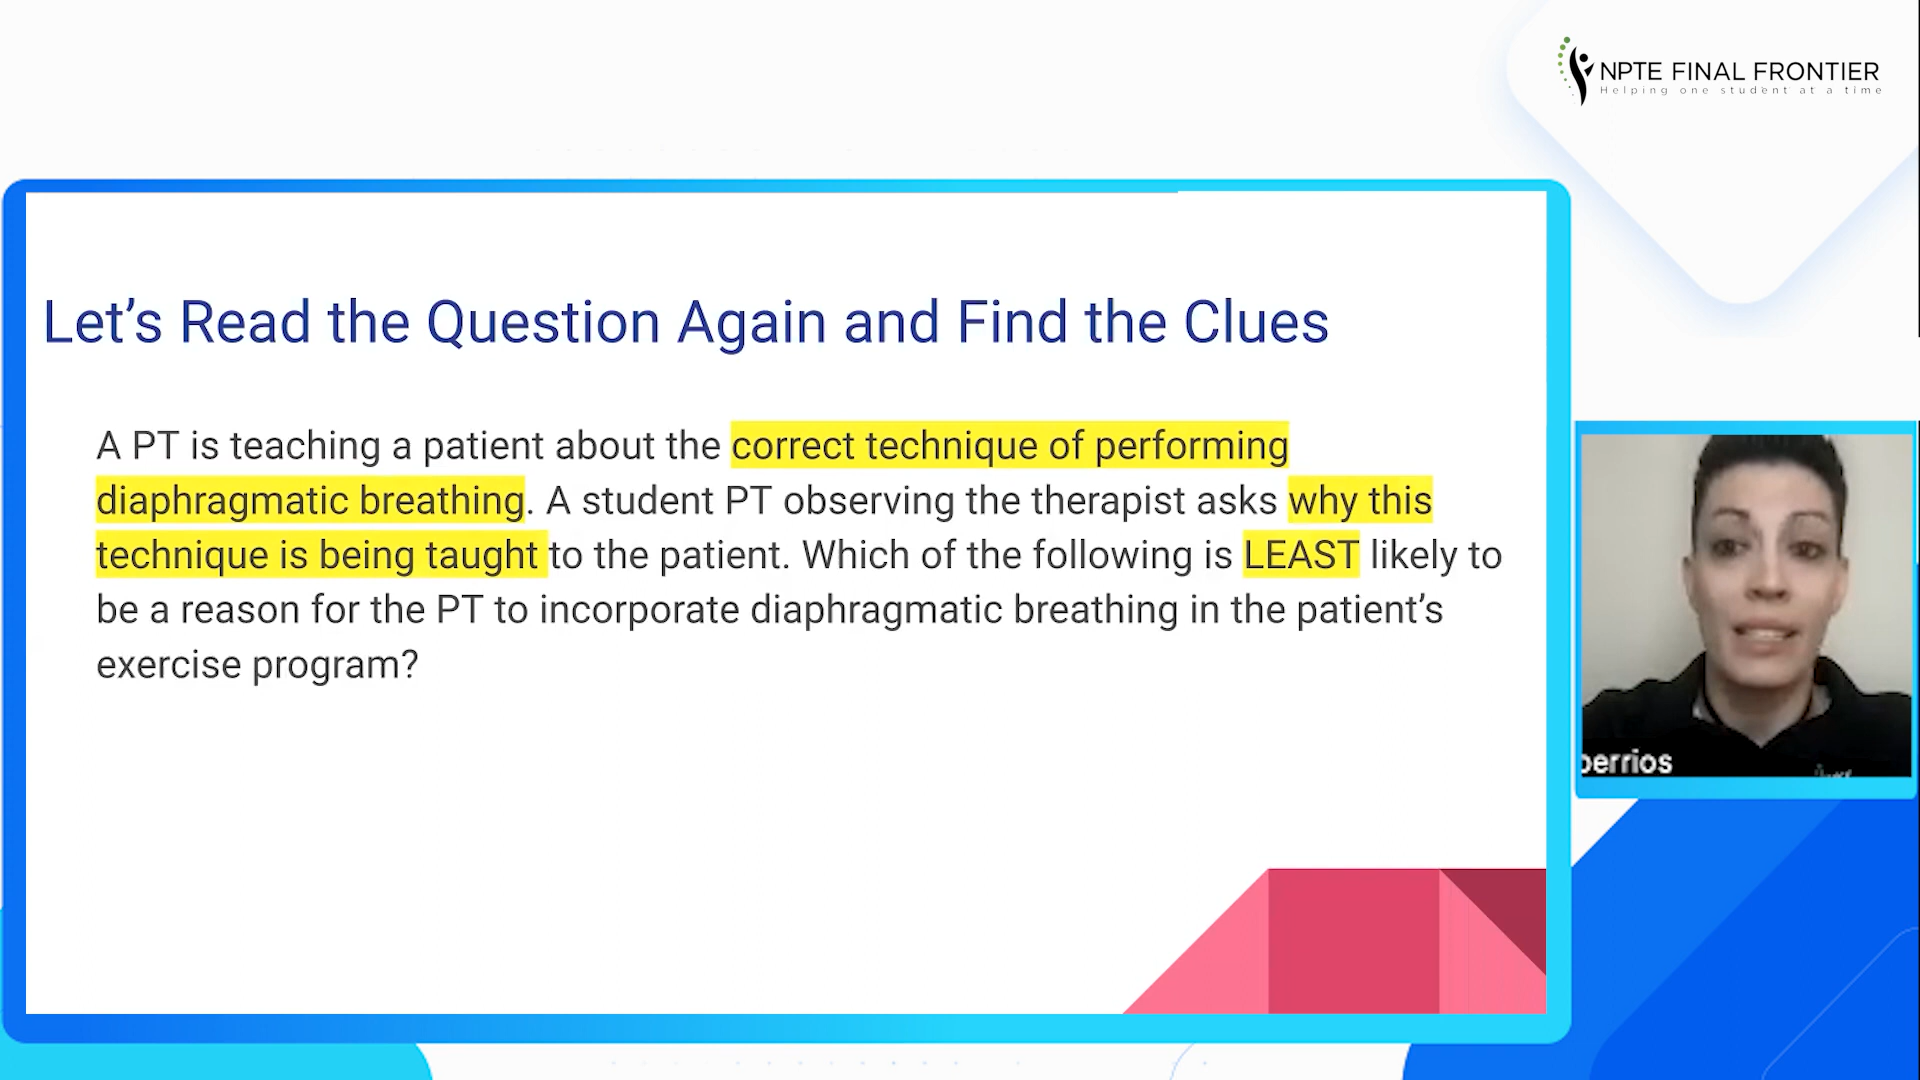 NPTE FINAL FRONTIER
Helping one student at a time
Let’s Read the Question Again and Find the Clues
A PT is teaching a patient about the correct technique of performing
diaphragmatic breathing. A student PT observing the therapist asks why this
technique is being taught to the patient. Which of the following is LEAST likely to
be a reason for the PT to incorporate diaphragmatic breathing in the patient’s
exercise program?
berrios